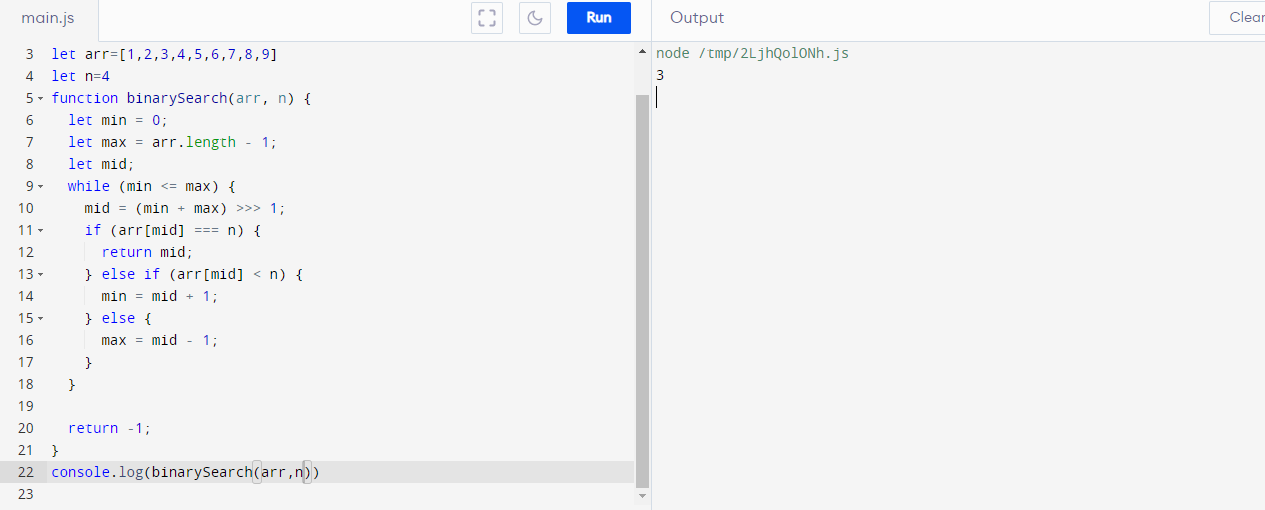 main.js
Run
Output
Clear
3 let arr=[1,2,3,4,5,6,7,8,9]
4 let n=4
5 function binarySearch(arr, n) {
6 let min = 0;
7 let max = arr.length - 1;
8 let mid;
9 while (min <= max) {
10 mid = (min + max) >>> 1;
11 if (arr[mid] === n) {
12 return mid;
13 } else if (arr[mid] < n) {
14 min = mid + 1;
15 } else {
16 max = mid - 1;
17 }
18 }
19
20 return -1;
21 }
22 console.log(binarySearch(arr,n))
23
node /tmp/2LjhQolONh.js
3